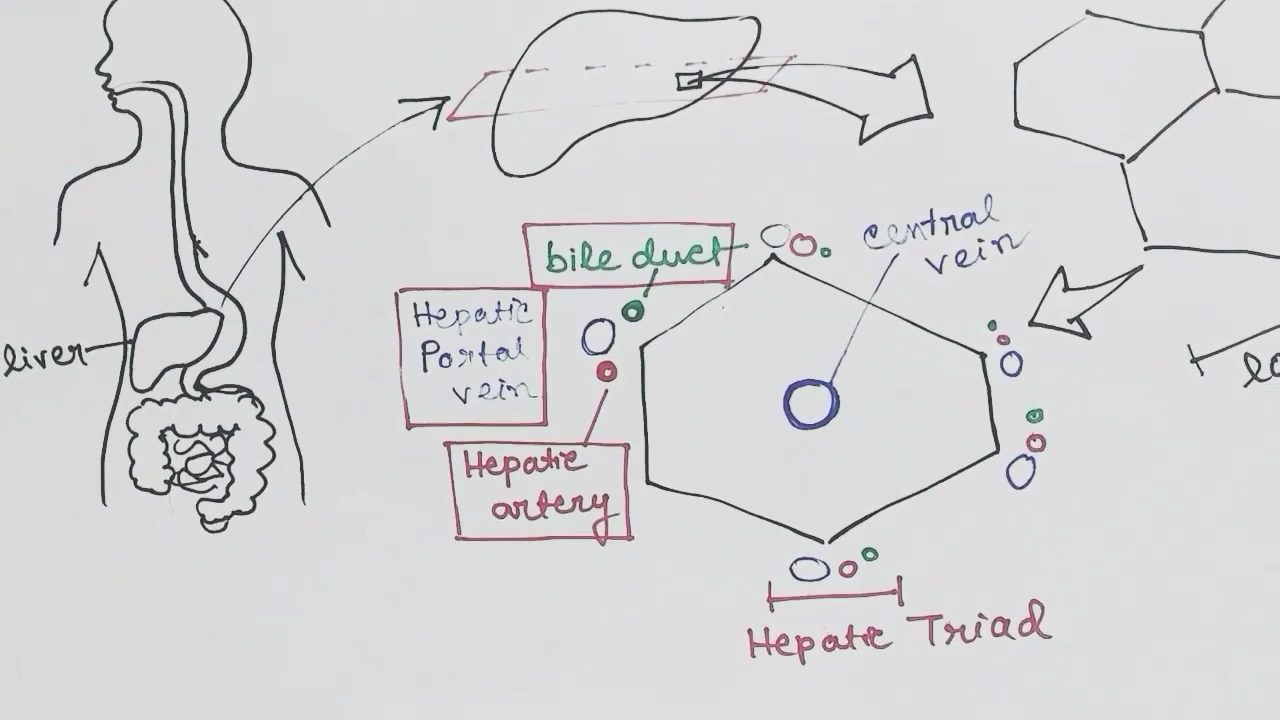 bile duct
central
vein
Hepatic
Portal
vein
liver
Hepatic
artery
Hepatic Triad